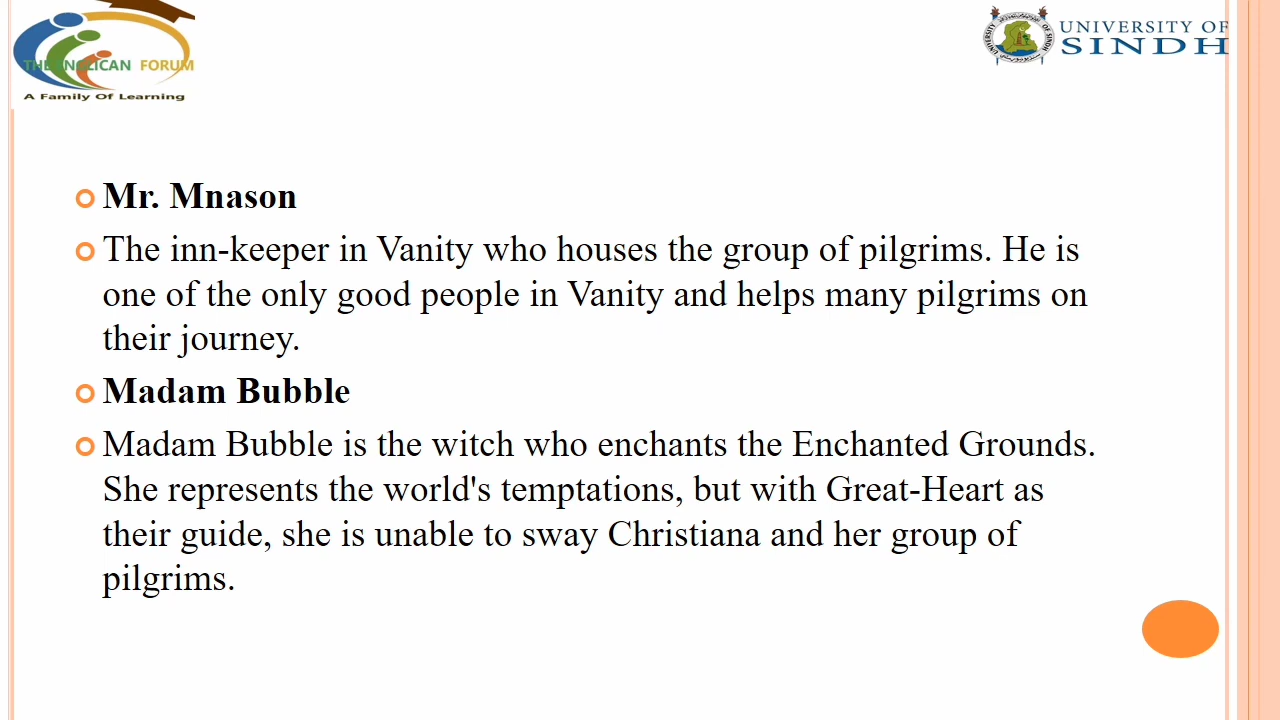 THE ANGLICAN FORUM
A Family Of Learning
UNIVERSITY OF
SINDH
Mr. Mnason
The inn-keeper in Vanity who houses the group of pilgrims. He is
one of the only good people in Vanity and helps many pilgrims on
their journey.
Madam Bubble
Madam Bubble is the witch who enchants the Enchanted Grounds.
She represents the world's temptations, but with Great-Heart as
their guide, she is unable to sway Christiana and her group of
pilgrims.